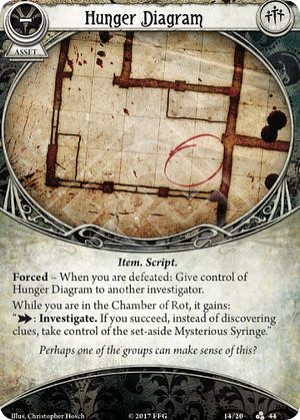 Hunger Diagram
ASSET
Item. Script.
Forced – When you are defeated: Give control of
Hunger Diagram to another investigator.
While you are in the Chamber of Rot, it gains:
“: Investigate. If you succeed, instead of discovering
clues, take control of the set-aside Mysterious Syringe.”
Perhaps one of the groups can make sense of this?
Illus. Christopher Hosch
© 2017 FFG
14/20
44